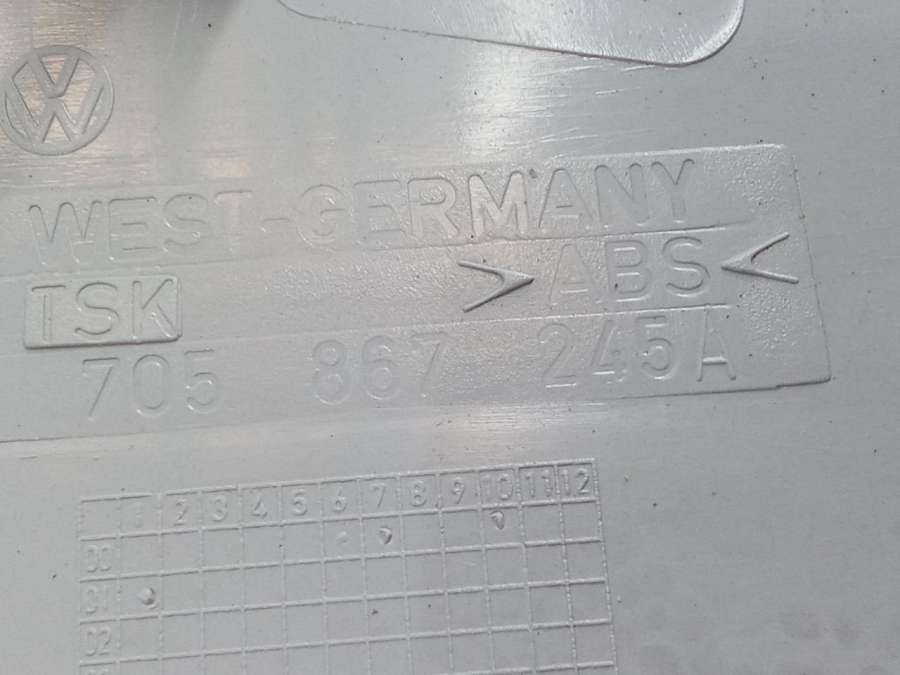 WEST-GERMANY
TSK >ABS<
705 867 245A
1 2 3 4 5 6 7 8 9 10 11 12
00
01
02